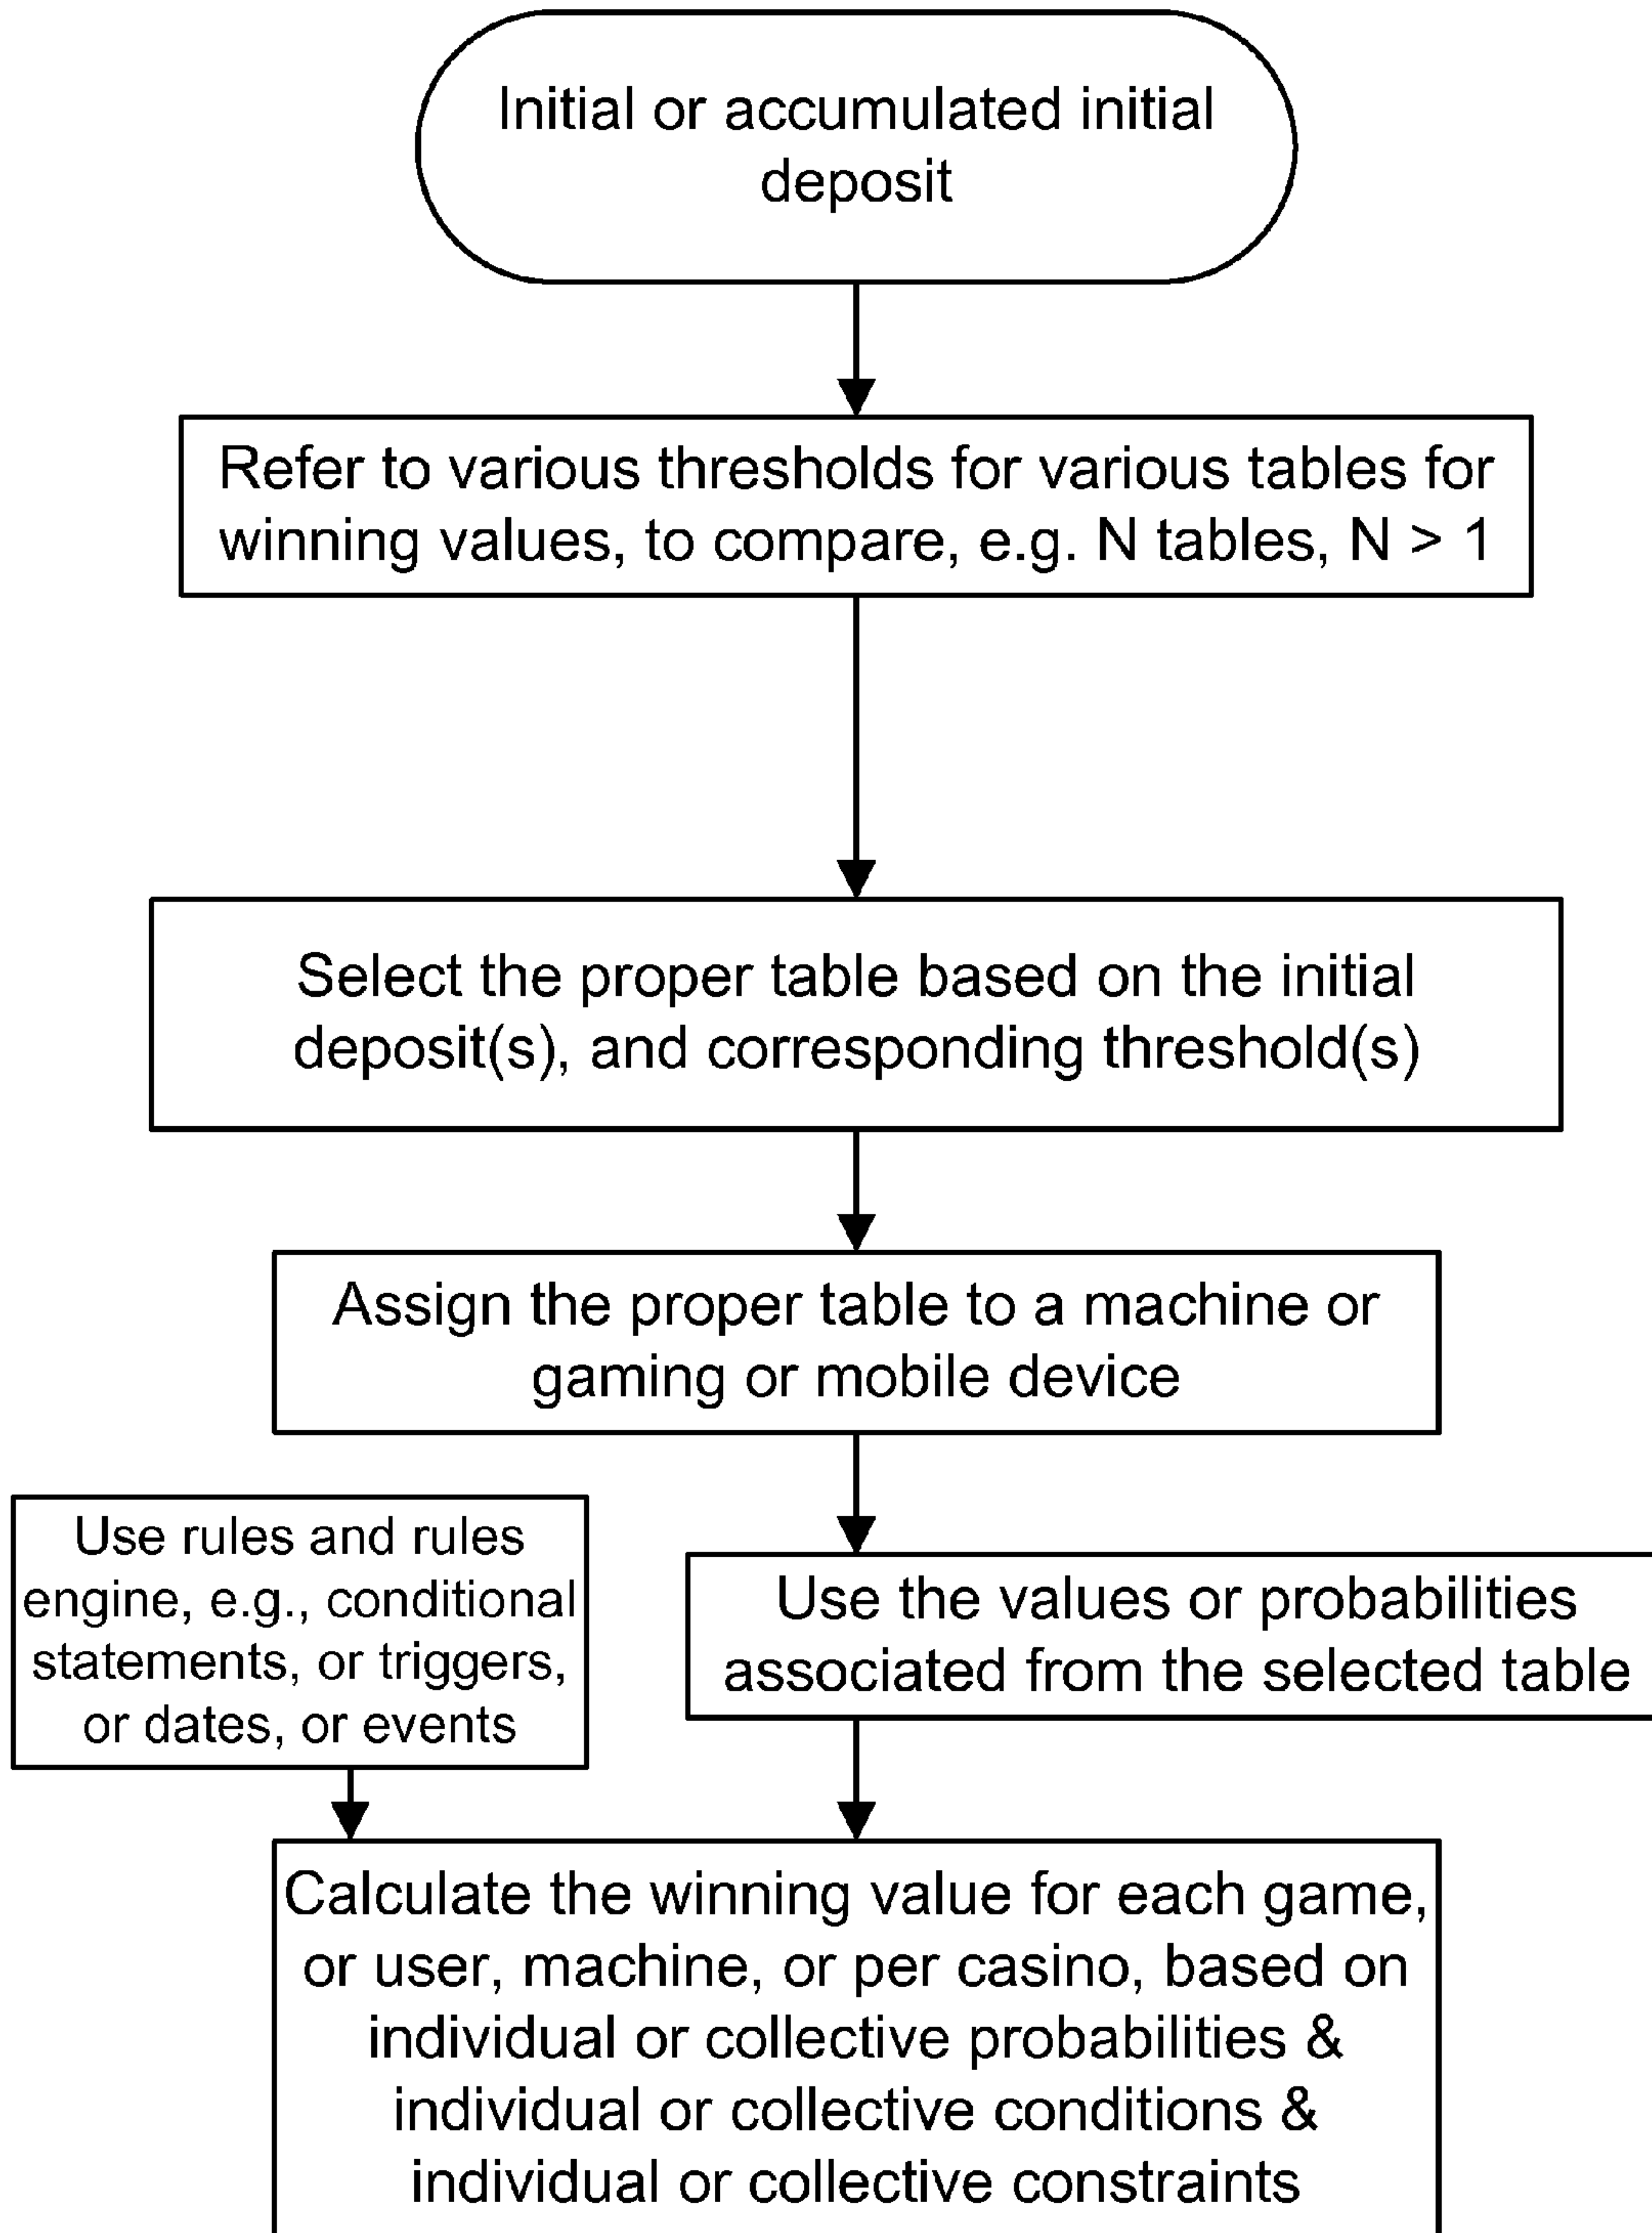 Initial or accumulated initial
deposit
Refer to various thresholds for various tables for
winning values, to compare, e.g. N tables, N > 1
Select the proper table based on the initial
deposit(s), and corresponding threshold(s)
Assign the proper table to a machine or
gaming or mobile device
Use rules and rules
engine, e.g., conditional
statements, or triggers,
or dates, or events
Use the values or probabilities
associated from the selected table
Calculate the winning value for each game,
or user, machine, or per casino, based on
individual or collective probabilities &
individual or collective conditions &
individual or collective constraints